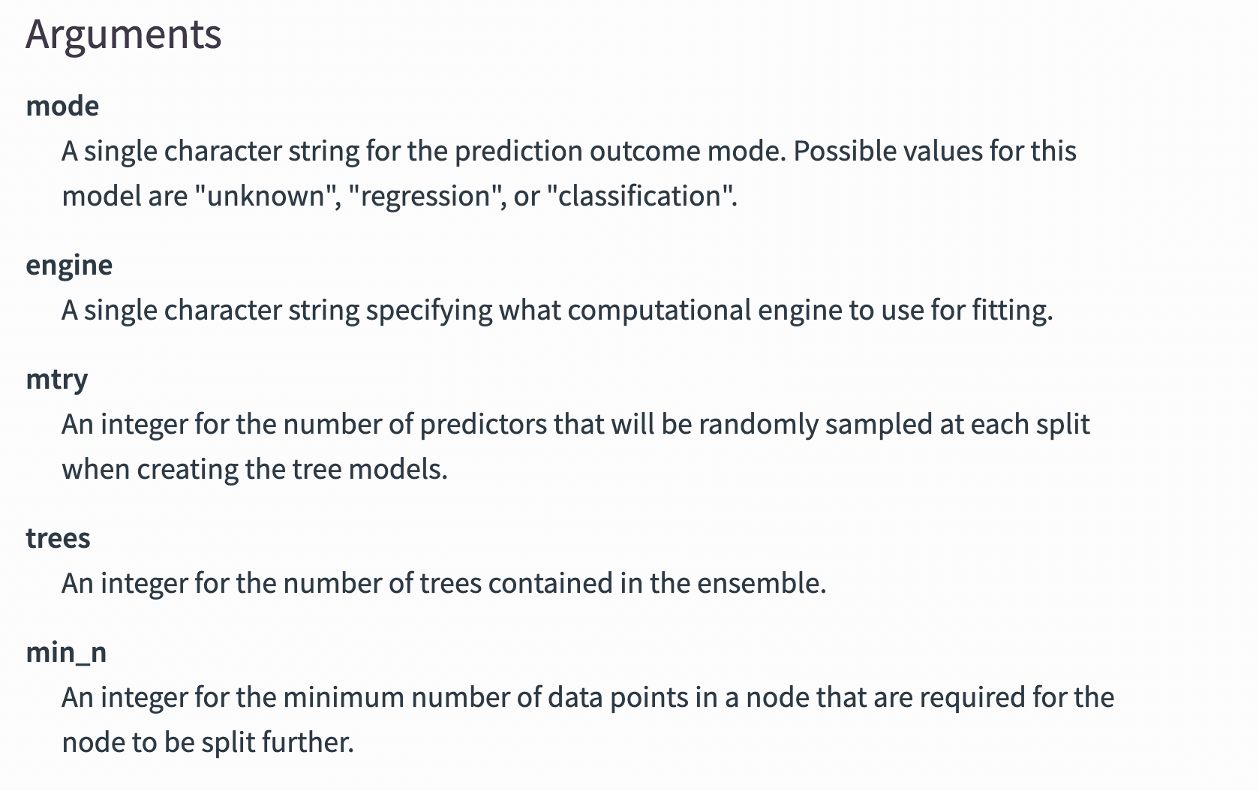 Arguments
mode
A single character string for the prediction outcome mode. Possible values for this
model are "unknown", "regression", or "classification".
engine
A single character string specifying what computational engine to use for fitting.
mtry
An integer for the number of predictors that will be randomly sampled at each split
when creating the tree models.
trees
An integer for the number of trees contained in the ensemble.
min_n
An integer for the minimum number of data points in a node that are required for the
node to be split further.